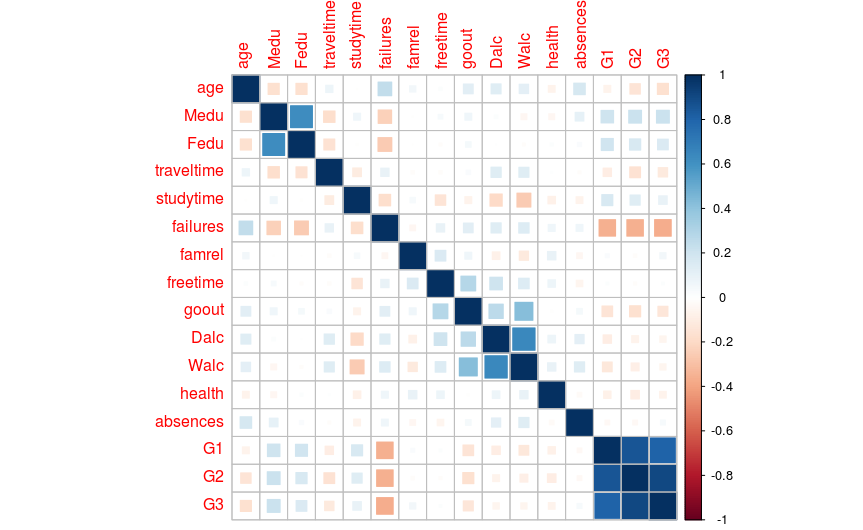 age Medu Fedu traveltime studytime failures famrel freetime goout Dalc Walc health absences G1 G2 G3
age
Medu
Fedu
traveltime
studytime
failures
famrel
freetime
goout
Dalc
Walc
health
absences
G1
G2
G3
1
0.8
0.6
0.4
0.2
0
-0.2
-0.4
-0.6
-0.8
-1